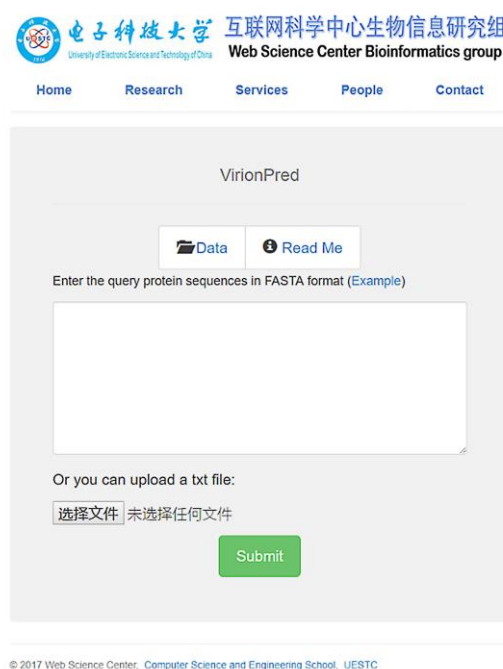 电子科技大学
University of Electronic Science and Technology of China
互联网科学中心生物信息研究组
Web Science Center Bioinformatics group
Home Research Services People Contact
VirionPred
Data Read Me
Enter the query protein sequences in FASTA format (Example)
Or you can upload a txt file:
选择文件 未选择任何文件
Submit
© 2017 Web Science Center, Computer Science and Engineering School, UESTC